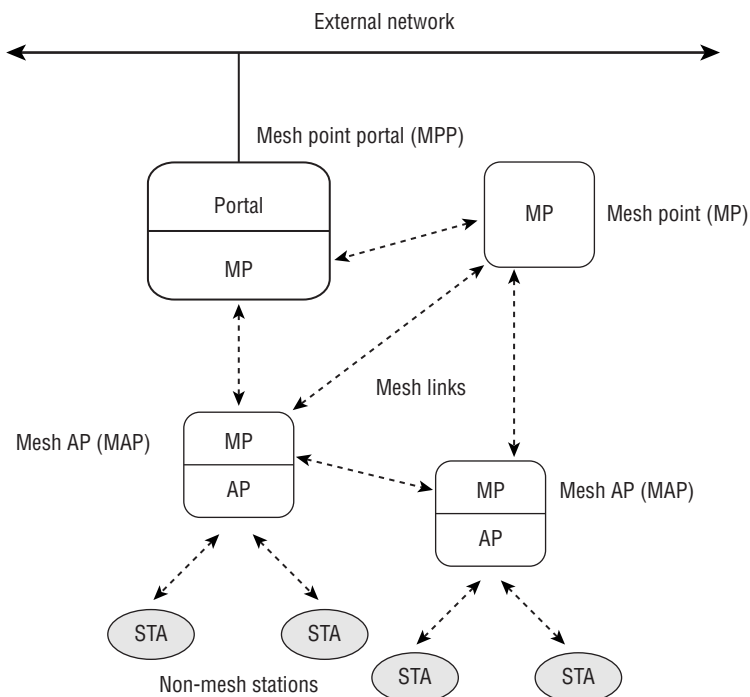 External network
Mesh point portal (MPP)
Portal
MP
MP
Mesh point (MP)
Mesh links
Mesh AP (MAP)
MP
AP
MP
AP
Mesh AP (MAP)
STA
STA
STA
STA
Non-mesh stations